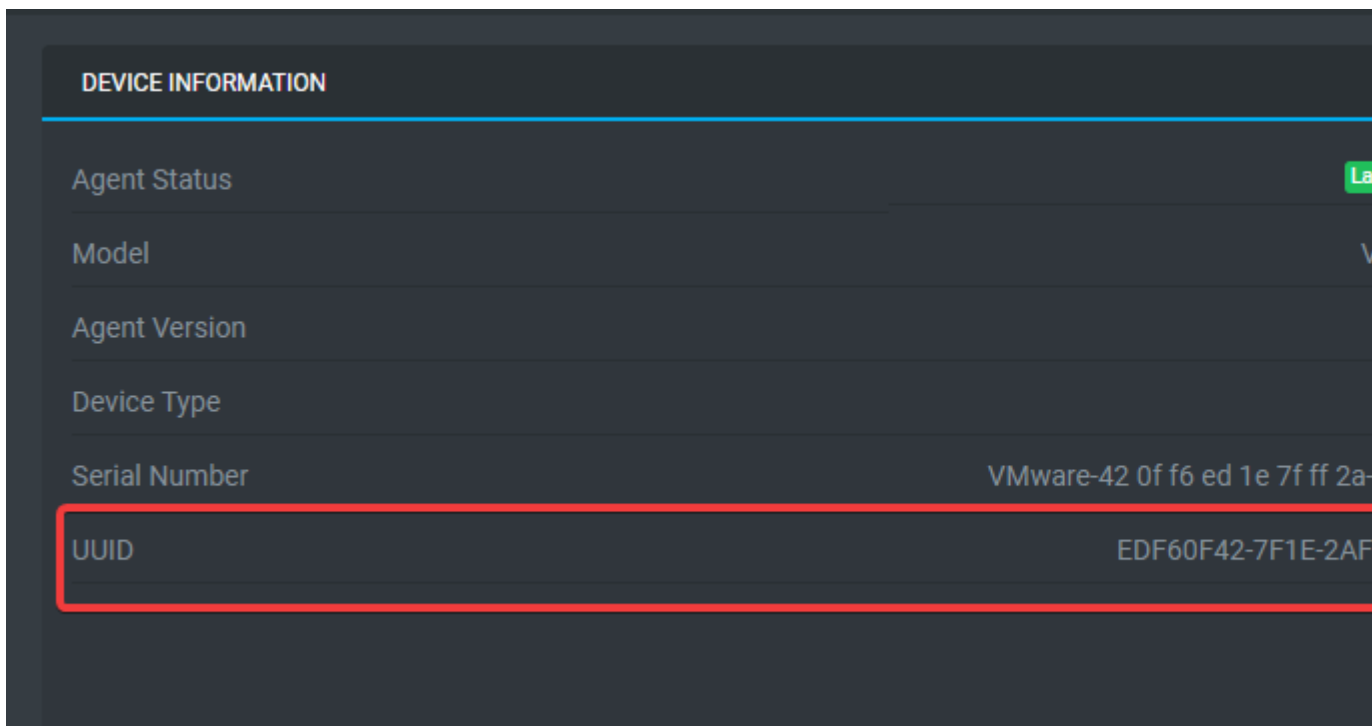 DEVICE INFORMATION
Agent Status La
Model V
Agent Version
Device Type
Serial Number VMware-42 0f f6 ed 1e 7f ff 2a-
UUID EDF60F42-7F1E-2AF